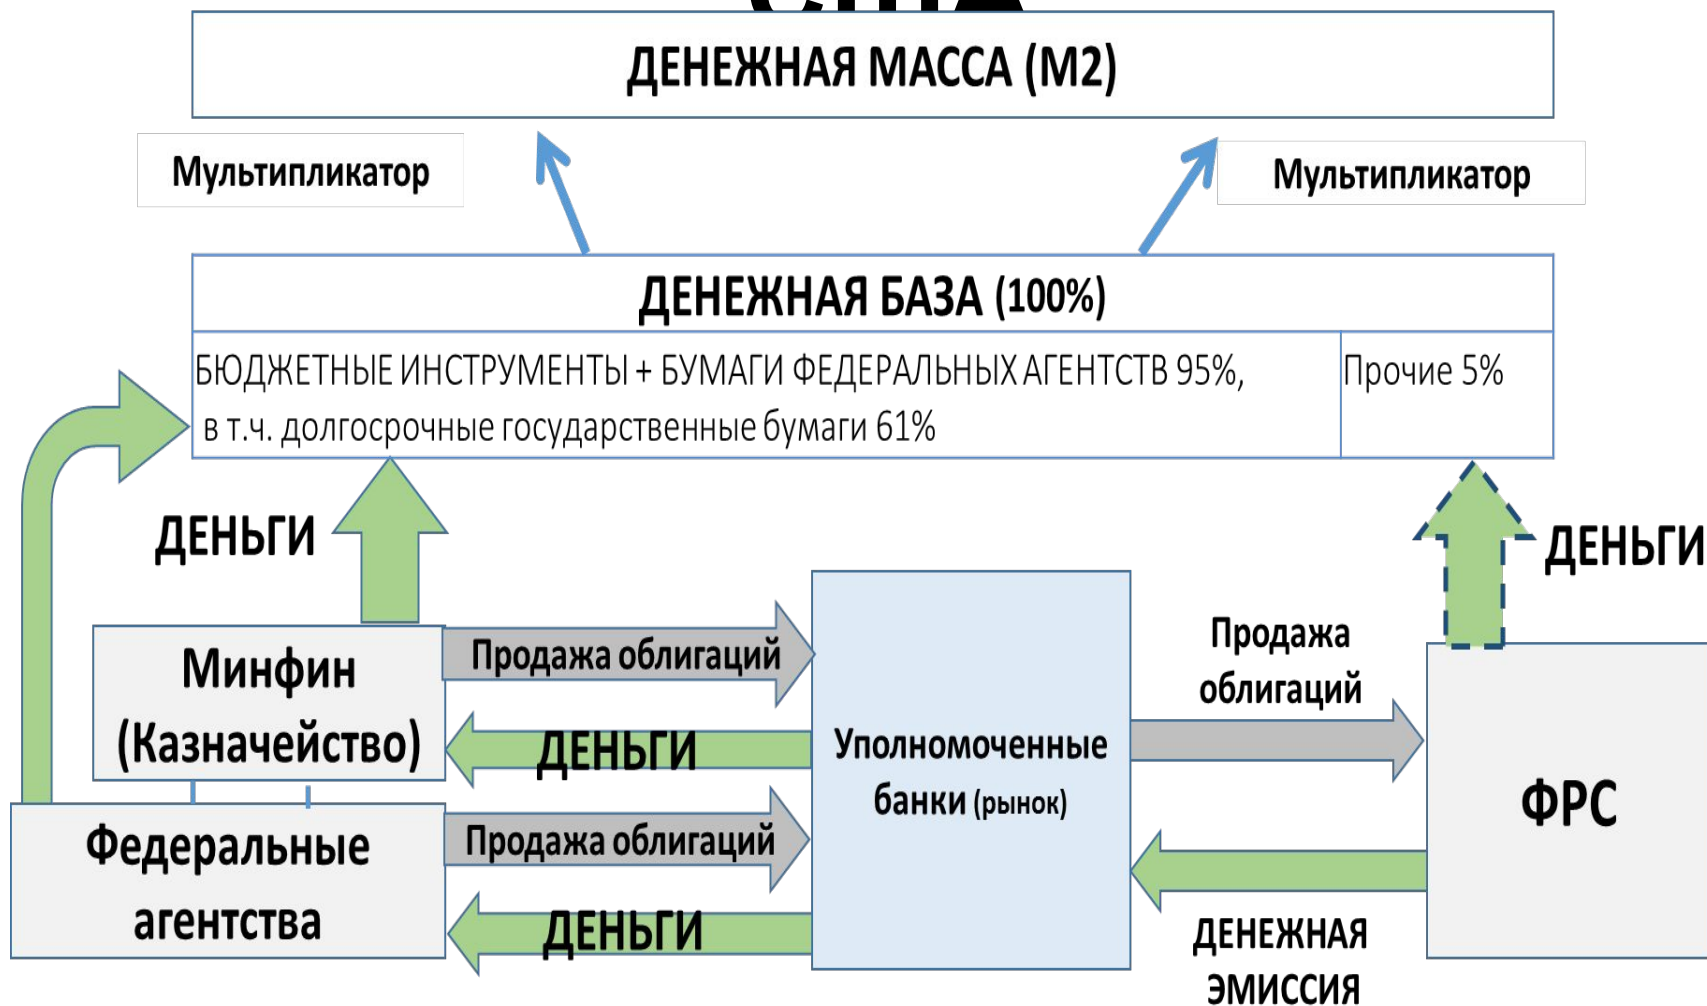 США
ДЕНЕЖНАЯ МАССА (М2)
Мультипликатор
Мультипликатор
ДЕНЕЖНАЯ БАЗА (100%)
БЮДЖЕТНЫЕ ИНСТРУМЕНТЫ + БУМАГИ ФЕДЕРАЛЬНЫХ АГЕНТСТВ 95%,
в т.ч. долгосрочные государственные бумаги 61%
Прочие 5%
ДЕНЬГИ
ДЕНЬГИ
Минфин
(Казначейство)
Продажа облигаций
ДЕНЬГИ
Федеральные
агентства
Продажа облигаций
ДЕНЬГИ
Уполномоченные
банки (рынок)
Продажа
облигаций
ДЕНЕЖНАЯ
ЭМИССИЯ
ФРС